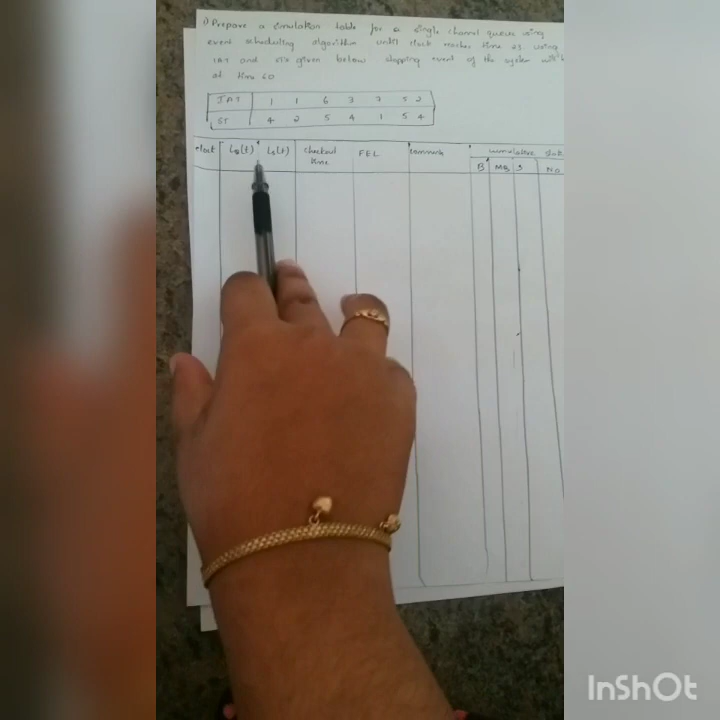 1) Prepare a simulation table for a single channel queue using
event scheduling algorithm until clock reaches time 23 using
IAT and ST given below stopping event of the system will b
at time 60
IAT 1 1 6 3 7 5 2
ST 4 2 5 4 1 5 4
clock LQ(t) LS(t) checkout time FEL comments cumulative stat
B MB S ND
InShOt